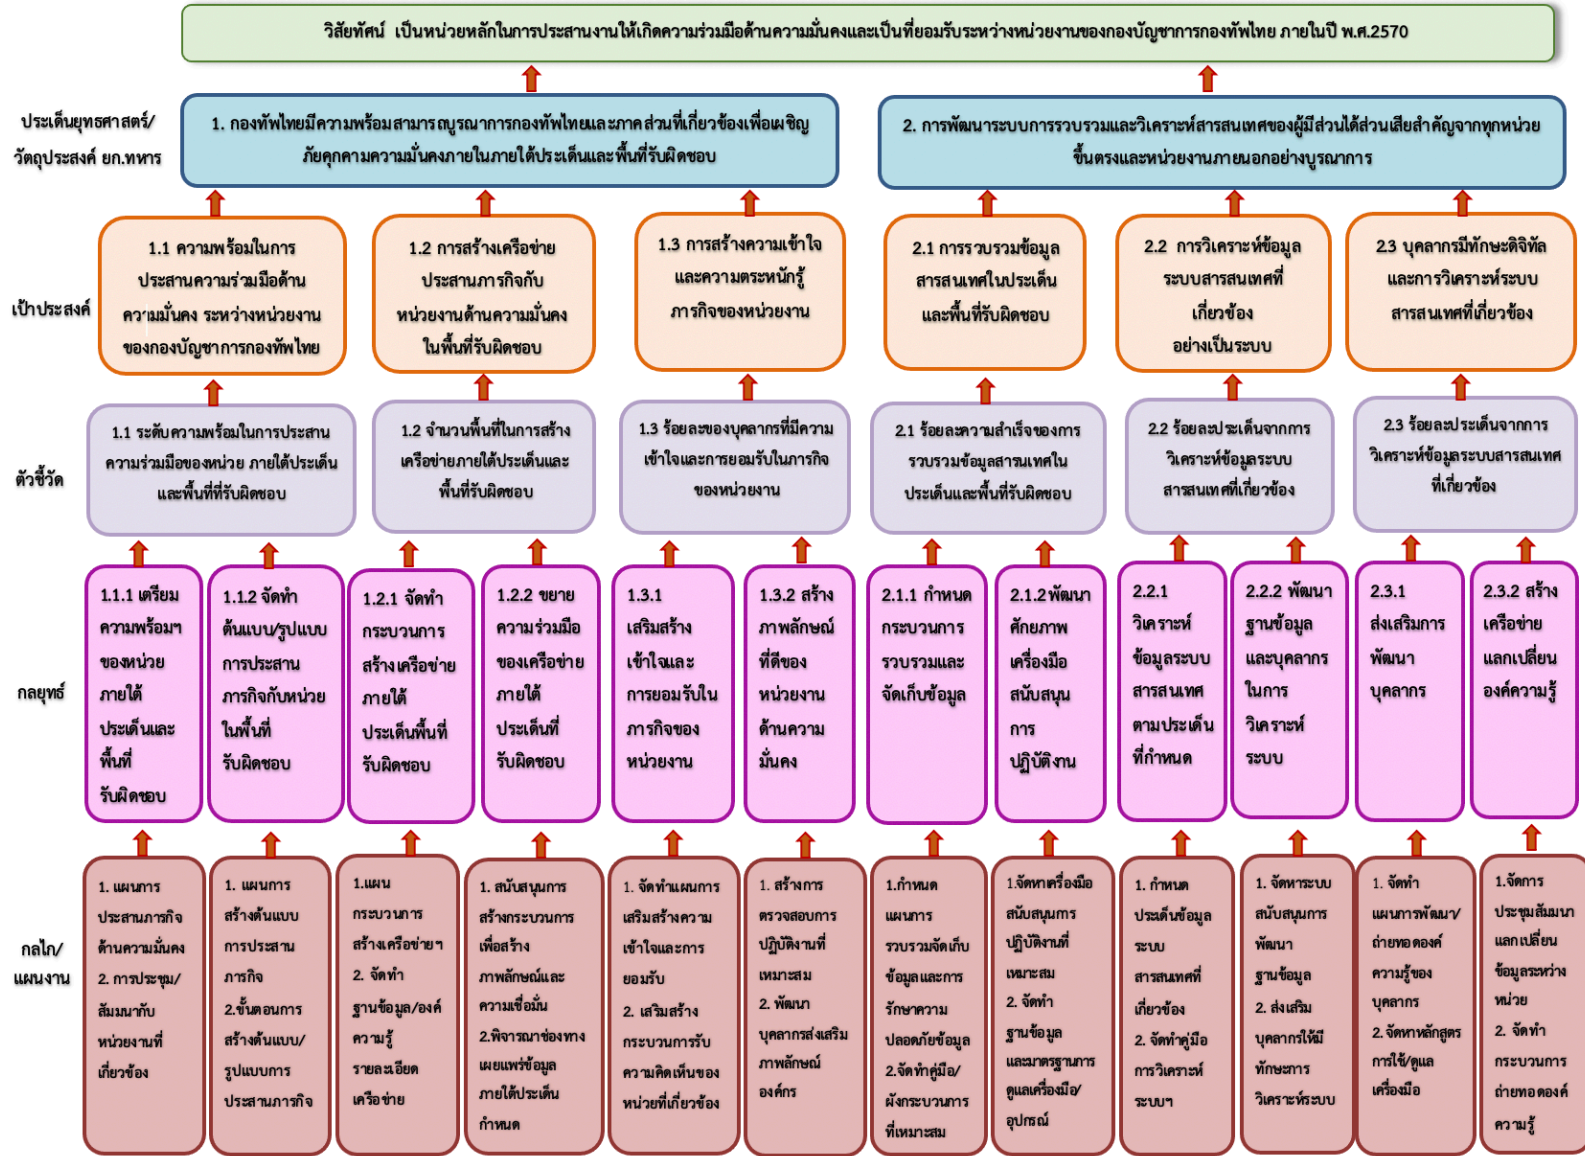 วิสัยทัศน์ เป็นหน่วยหลักในการประสานงานให้เกิดความร่วมมือด้านความมั่นคงและเป็นที่ยอมรับระหว่างหน่วยงานของกองบัญชาการกองทัพไทย ภายในปี พ.ศ.2570
ประเด็นยุทธศาสตร์/
วัตถุประสงค์ ยก.ทหาร
1. กองทัพไทยมีความพร้อมสามารถบูรณาการกองทัพไทยและภาคส่วนที่เกี่ยวข้องเพื่อเผชิญ
ภัยคุกคามความมั่นคงภายในภายใต้ประเด็นและพื้นที่รับผิดชอบ
2. การพัฒนาระบบการรวบรวมและวิเคราะห์สารสนเทศของผู้มีส่วนได้ส่วนเสียสำคัญจากทุกหน่วย
ขึ้นตรงและหน่วยงานภายนอกอย่างบูรณาการ
เป้าประสงค์
1.1 ความพร้อมในการ
ประสานความร่วมมือด้าน
ความมั่นคง ระหว่างหน่วยงาน
ของกองบัญชาการกองทัพไทย
1.2 การสร้างเครือข่าย
ประสานภารกิจกับ
หน่วยงานด้านความมั่นคง
ในพื้นที่รับผิดชอบ
1.3 การสร้างความเข้าใจ
และความตระหนักรู้
ภารกิจของหน่วยงาน
2.1 การรวบรวมข้อมูล
สารสนเทศในประเด็น
และพื้นที่รับผิดชอบ
2.2 การวิเคราะห์ข้อมูล
ระบบสารสนเทศที่
เกี่ยวข้อง
อย่างเป็นระบบ
2.3 บุคลากรมีทักษะดิจิทัล
และการวิเคราะห์ระบบ
สารสนเทศที่เกี่ยวข้อง
ตัวชี้วัด
1.1 ระดับความพร้อมในการประสาน
ความร่วมมือของหน่วย ภายใต้ประเด็น
และพื้นที่ที่รับผิดชอบ
1.2 จำนวนพื้นที่ในการสร้าง
เครือข่ายภายใต้ประเด็นและ
พื้นที่รับผิดชอบ
1.3 ร้อยละของบุคลากรที่มีความ
เข้าใจและการยอมรับในภารกิจ
ของหน่วยงาน
2.1 ร้อยละความสำเร็จของการ
รวบรวมข้อมูลสารนเทศใน
ประเด็นและพื้นที่รับผิดชอบ
2.2 ร้อยละประเด็นจากการ
วิเคราะห์ข้อมูลระบบ
สารสนเทศที่เกี่ยวข้อง
2.3 ร้อยละประเด็นจากการ
วิเคราะห์ข้อมูลระบบสารสนเทศ
ที่เกี่ยวข้อง
กลยุทธ์
1.1.1 เตรียม
ความพร้อมฯ
ของหน่วย
ภายใต้
ประเด็นและ
พื้นที่
รับผิดชอบ
1.1.2 จัดทำ
ต้นแบบ/รูปแบบ
การประสาน
ภารกิจกับหน่วย
ในพื้นที่
รับผิดชอบ
1.2.1 จัดทำ
กระบวนการ
สร้างเครือข่าย
ภายใต้
ประเด็นพื้นที่
รับผิดชอบ
1.2.2 ขยาย
ความร่วมมือ
ของเครือข่าย
ภายใต้
ประเด็นที่
รับผิดชอบ
1.3.1
เสริมสร้าง
เข้าใจและ
การยอมรับใน
ภารกิจของ
หน่วยงาน
1.3.2 สร้าง
ภาพลักษณ์
ที่ดีของ
หน่วยงาน
ด้านความ
มั่นคง
2.1.1 กำหนด
กระบวนการ
รวบรวมและ
จัดเก็บข้อมูล
2.1.2พัฒนา
ศักยภาพ
เครื่องมือ
สนับสนุน
การ
ปฏิบัติงาน
2.2.1
วิเคราะห์
ข้อมูลระบบ
สารสนเทศ
ตามประเด็น
ที่กำหนด
2.2.2 พัฒนา
ฐานข้อมูล
และบุคลากร
ในการ
วิเคราะห์
ระบบ
2.3.1
ส่งเสริมการ
พัฒนา
บุคลากร
2.3.2 สร้าง
เครือข่าย
แลกเปลี่ยน
องค์ความรู้
กลไก/
แผนงาน
1. แผนการ
ประสานภารกิจ
ด้านความมั่นคง
2. การประชุม/
สัมมนากับ
หน่วยงานที่
เกี่ยวข้อง
1. แผนการ
สร้างต้นแบบ
การประสาน
ภารกิจ
2.ขั้นตอนการ
สร้างต้นแบบ/
รูปแบบการ
ประสานภารกิจ
1.แผน
กระบวนการ
สร้างเครือข่ายฯ
2. จัดทำ
ฐานข้อมูล/องค์
ความรู้
รายละเอียด
เครือข่าย
1. สนับสนุนการ
สร้างกระบวนการ
เพื่อสร้าง
ภาพลักษณ์และ
ความเชื่อมั่น
2.พิจารณาช่องทาง
เผยแพร่ข้อมูล
ภายใต้ประเด็น
กำหนด
1. จัดทำแผนการ
เสริมสร้างความ
เข้าใจและการ
ยอมรับ
2. เสริมสร้าง
กระบวนการรับ
ความคิดเห็นของ
หน่วยที่เกี่ยวข้อง
1. สร้างการ
ตรวจสอบการ
ปฏิบัติงานที่
เหมาะสม
2. พัฒนา
บุคลากรส่งเสริม
ภาพลักษณ์
องค์กร
1.กำหนด
แผนการ
รวบรวมจัดเก็บ
ข้อมูลและการ
รักษาความ
ปลอดภัยข้อมูล
2.จัดทำคู่มือ/
ผังกระบวนการ
ที่เหมาะสม
1.จัดหาเครื่องมือ
สนับสนุนการ
ปฏิบัติงานที่
เหมาะสม
2. จัดทำ
ฐานข้อมูล
และมาตรฐานการ
ดูแลเครื่องมือ/
อุปกรณ์
1. กำหนด
ประเด็นข้อมูล
ระบบ
สารสนเทศที่
เกี่ยวข้อง
2. จัดทำคู่มือ
การวิเคราะห์
ระบบฯ
1. จัดหาระบบ
สนับสนุนการ
พัฒนา
ฐานข้อมูล
2. ส่งเสริม
บุคลากรให้มี
ทักษะการ
วิเคราะห์ระบบ
1. จัดทำ
แผนการพัฒนา/
ถ่ายทอดองค์
ความรู้ของ
บุคลากร
2.จัดหาหลักสูตร
การใช้/ดูแล
เครื่องมือ
1.จัดการ
ประชุมสัมมนา
แลกเปลี่ยน
ข้อมูลระหว่าง
หน่วย
2. จัดทำ
กระบวนการ
ถ่ายทอดองค์
ความรู้